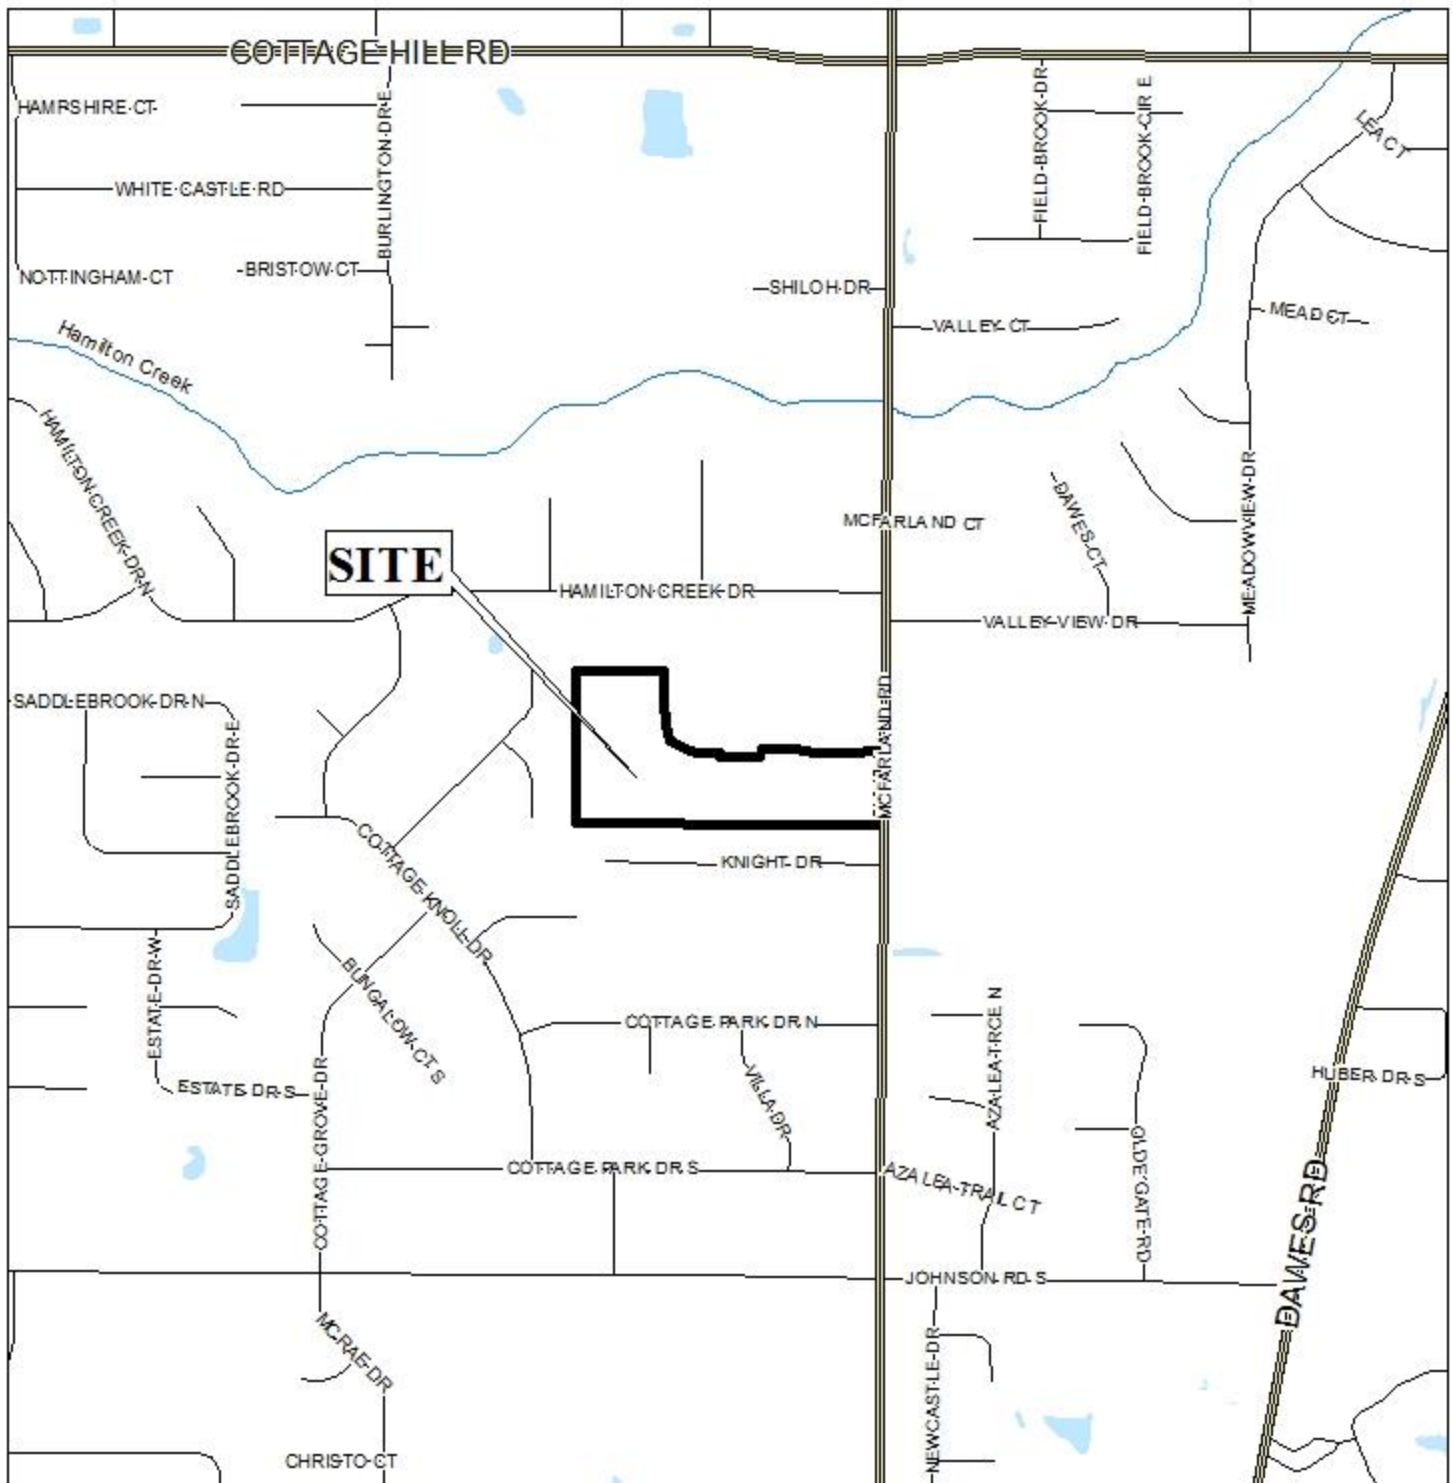 COTTAGE HILL RD
HAMPSHIRE CT
BURLINGTON DR E
FIELD BROOK DR
FIELD BROOK CIR E
LEA CT
WHITE CASTLE RD
NOTTINGHAM CT
BRISTOW CT
SHILOH DR
VALLEY CT
MEAD CT
Hamilton Creek
HAMILTON CREEK DR N
MCFARLAND CT
DAWES CT
MEADOWVIEW DR
SITE
HAMILTON CREEK DR
VALLEY VIEW DR
SADDLEBROOK DR N
SADDLEBROOK DR E
MCFARLAND RD
COTTAGE KNOLL DR
KNIGHT DR
ESTATE DR W
BUNGALOW CT S
COTTAGE PARK DR N
AZALEA TRCE N
VILLA DR
HUBER DR S
ESTATE DR S
COTTAGE GROVE DR
COTTAGE PARK DR S
AZALEA TRAIL CT
OLDE GATE RD
DAWES RD
JOHNSON RD S
MCRAE DR
NEWCASTLE DR
CHRISTO CT